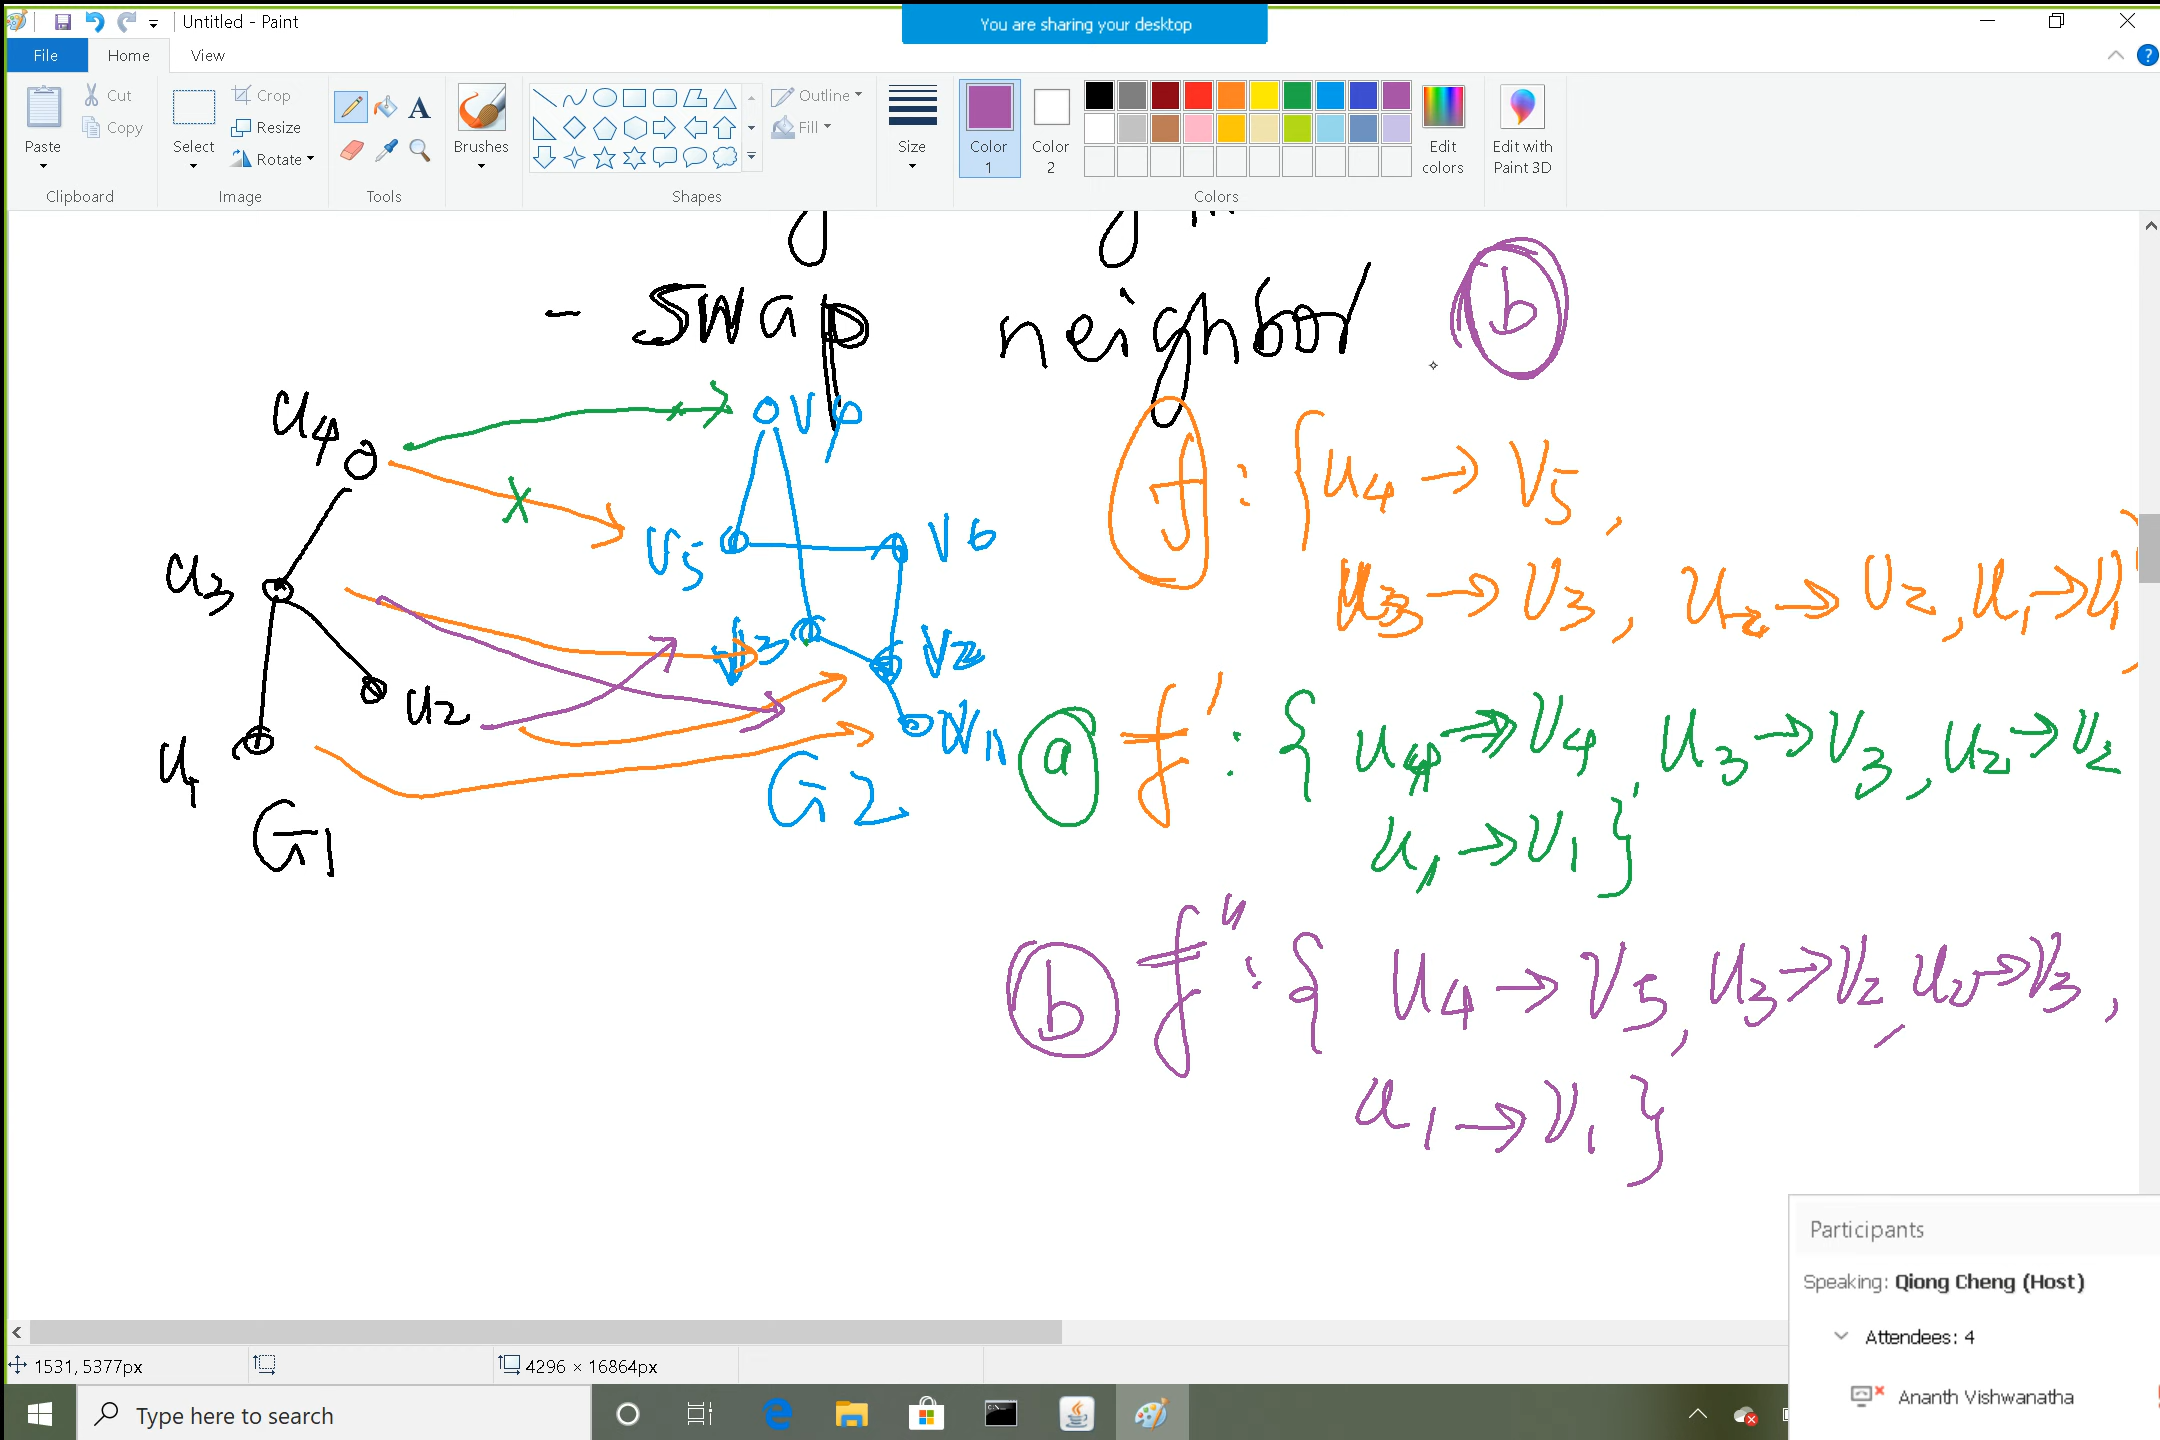 Untitled - Paint
You are sharing your desktop
File Home View
Paste
Cut
Copy
Clipboard
Select
Crop
Resize
Rotate
Image
Tools
Brushes
Shapes
Outline
Fill
Size
Color 1
Color 2
Colors
Edit colors
Edit with Paint 3D
- swap neighbor b
u4 v4
f : { u4 → v5 ,
v5 v6
u3
u3 → v3 , u2 → v2 , u1 → v1 }
v3 v2
u2
u1 v1
G1 G2
a f' : { u4 → v4 , u3 → v3 , u2 → v2
u1 → v1 }
b f" : { u4 → v5 , u3 → v2 , u2 → v3 ,
u1 → v1 }
Participants
Speaking: Qiong Cheng (Host)
Attendees: 4
Ananth Vishwanatha
1531, 5377px
4296 × 16864px
Type here to search